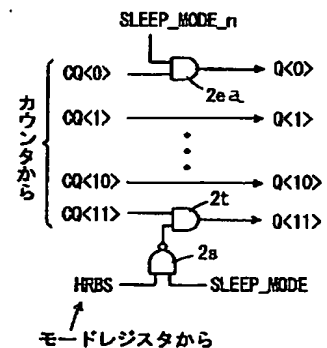 SLEEP_MODE_n
CQ<0>
Q<0>
2ea
カウンタから
CQ<1>
Q<1>
CQ<10>
Q<10>
2t
CQ<11>
Q<11>
2s
HRBS
SLEEP_MODE
モードレジスタから